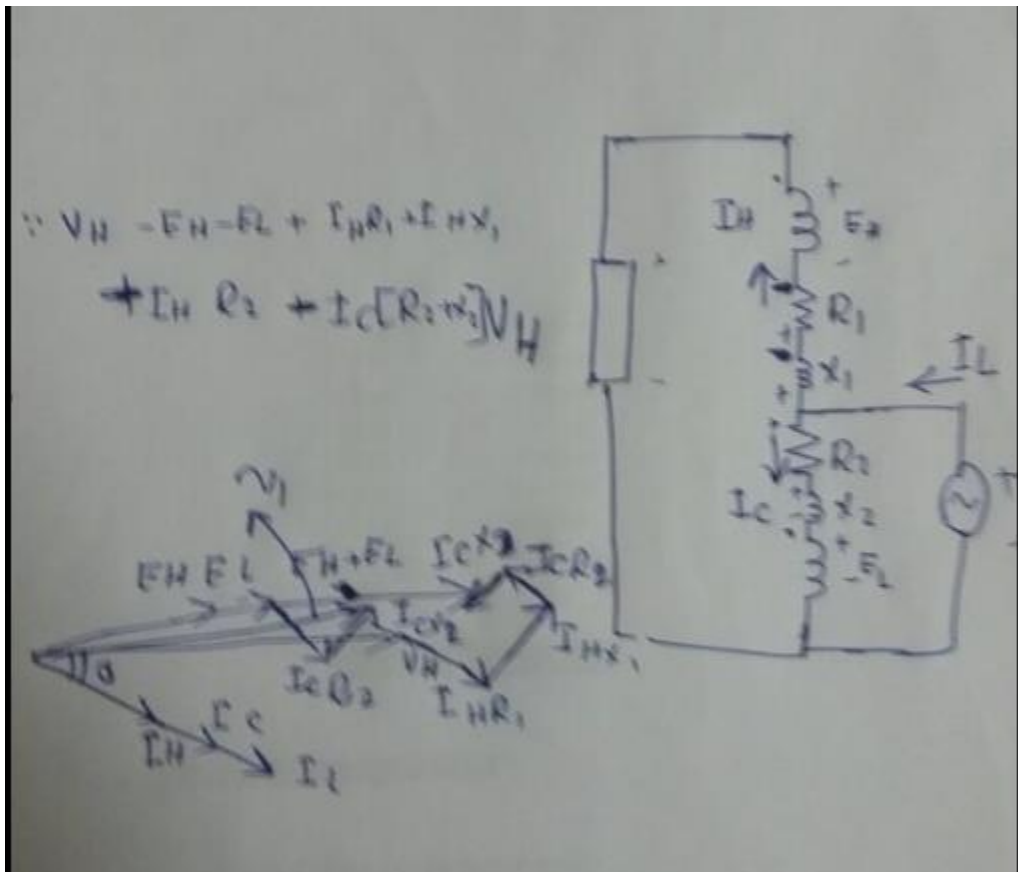 ∵ VH - EH - EL + IHR1 + IHX1
+ IH R2 + IC[R2+X2]VH
IH
+
EH
-
+
-
R1
+
X1
+
IL
R2
IC
+
X2
+
EL
-
+
-
V1
EH EL
EH+EL
ICX2
ICR2
ICX2
VH
IHX1
ICR2
IHR1
θ
IC
IH
IL